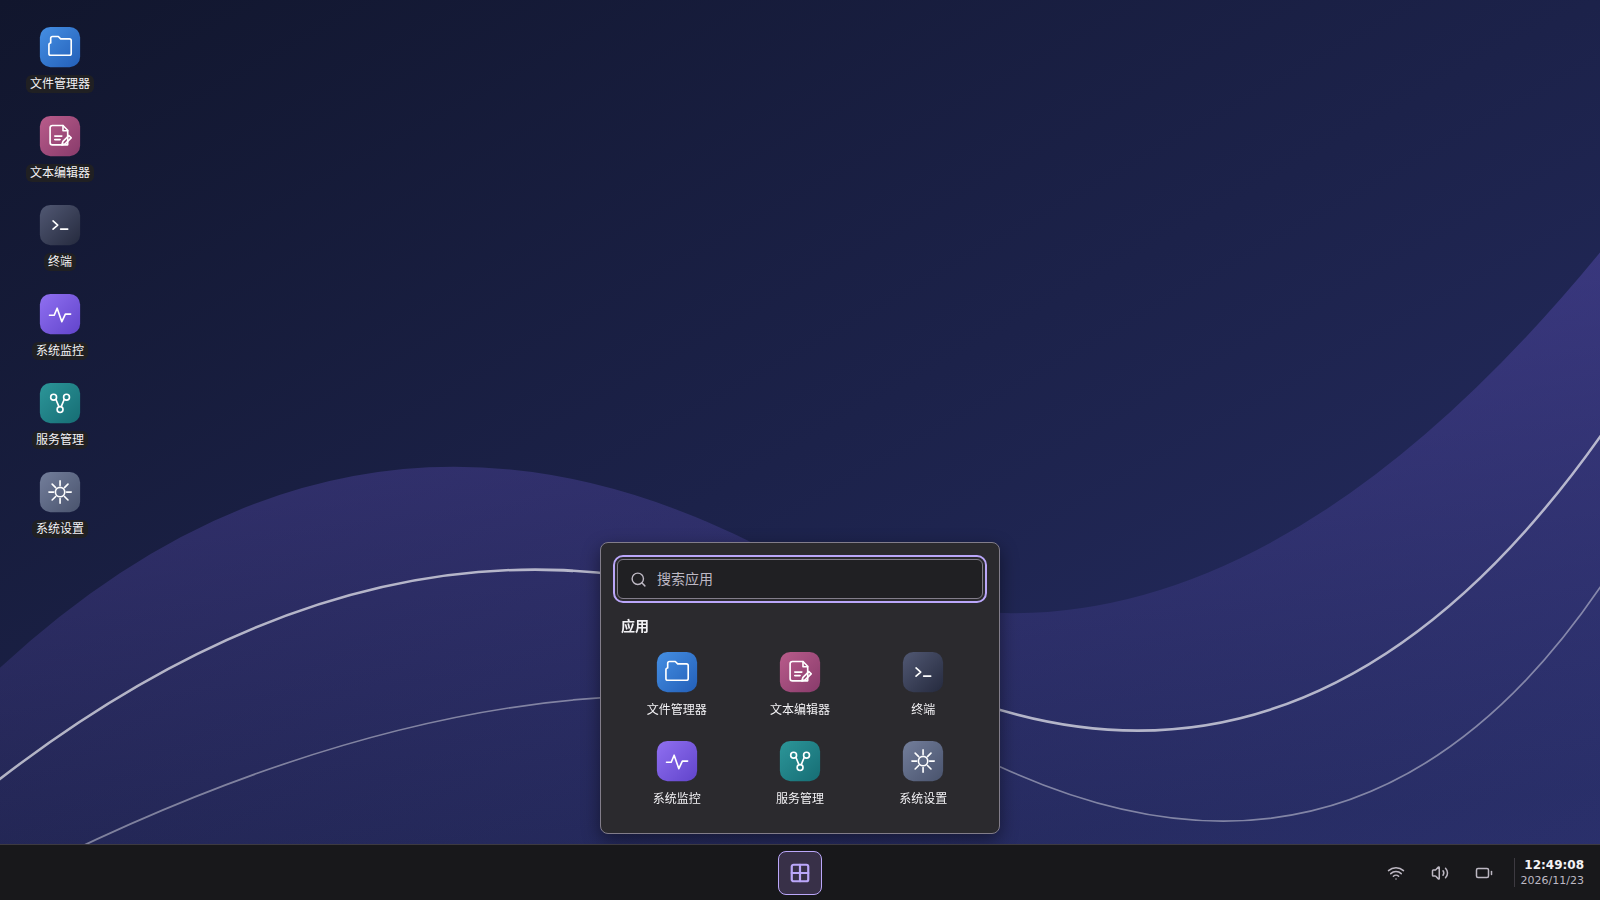 文件管理器
文本编辑器
终端
系统监控
服务管理
系统设置
搜索应用
应用
文件管理器
文本编辑器
终端
系统监控
服务管理
系统设置
12:49:08
2026/11/23